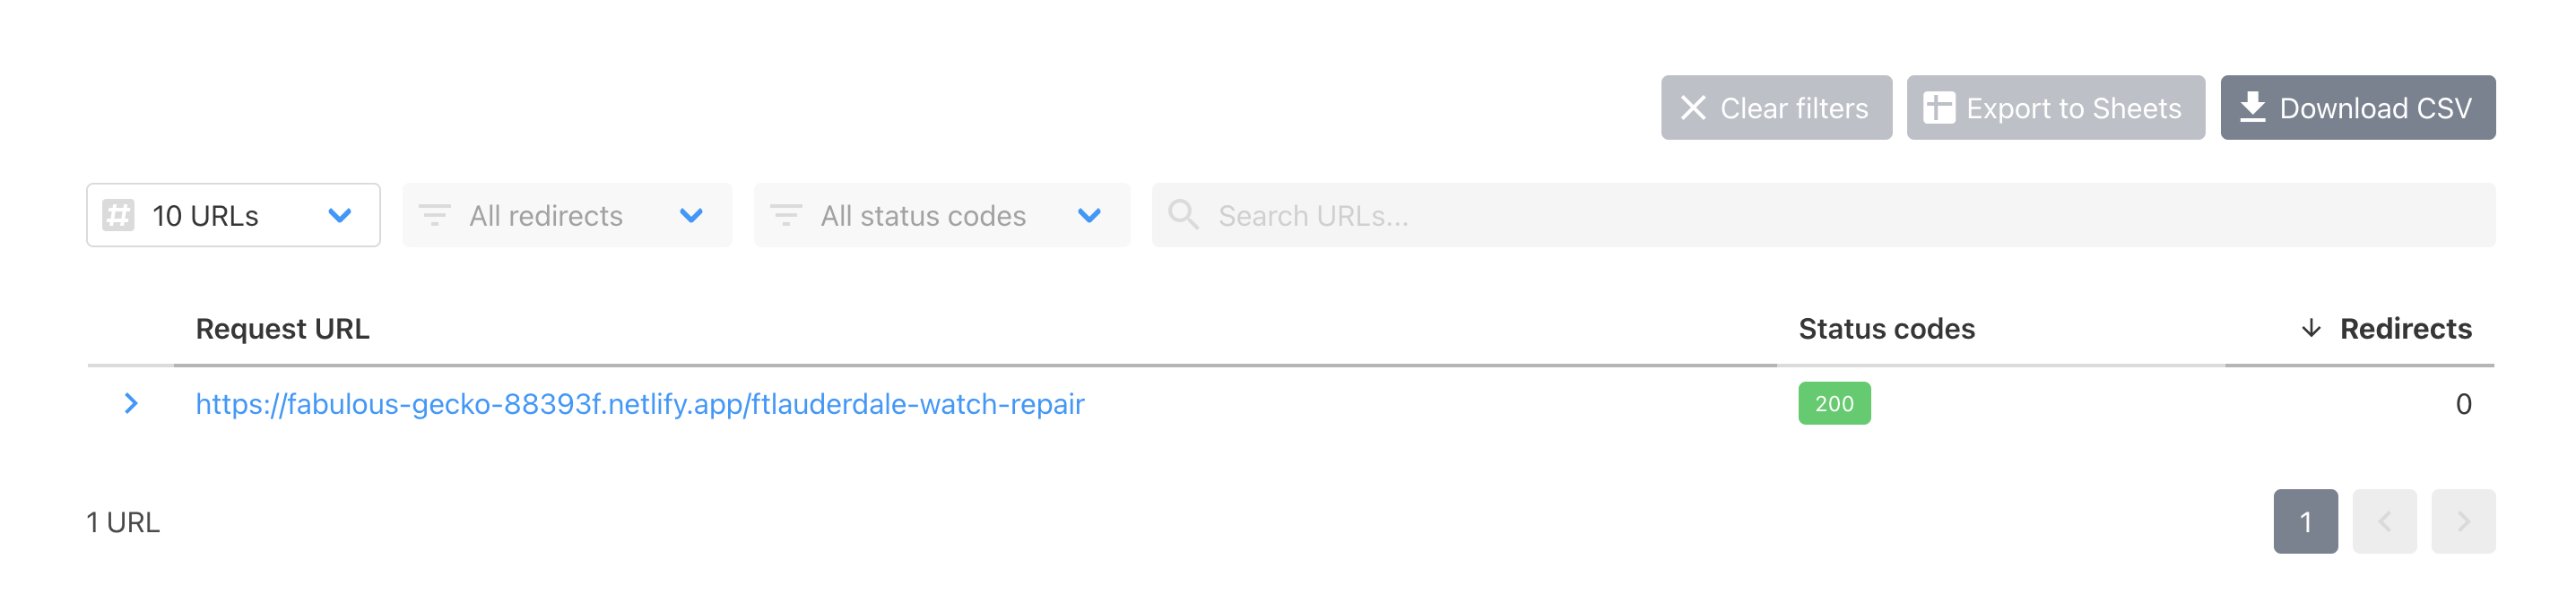 Clear filters
Export to Sheets
Download CSV
10 URLs
All redirects
All status codes
Search URLs...
Request URL
Status codes
Redirects
https://fabulous-gecko-88393f.netlify.app/ftlauderdale-watch-repair
200
0
1 URL
1